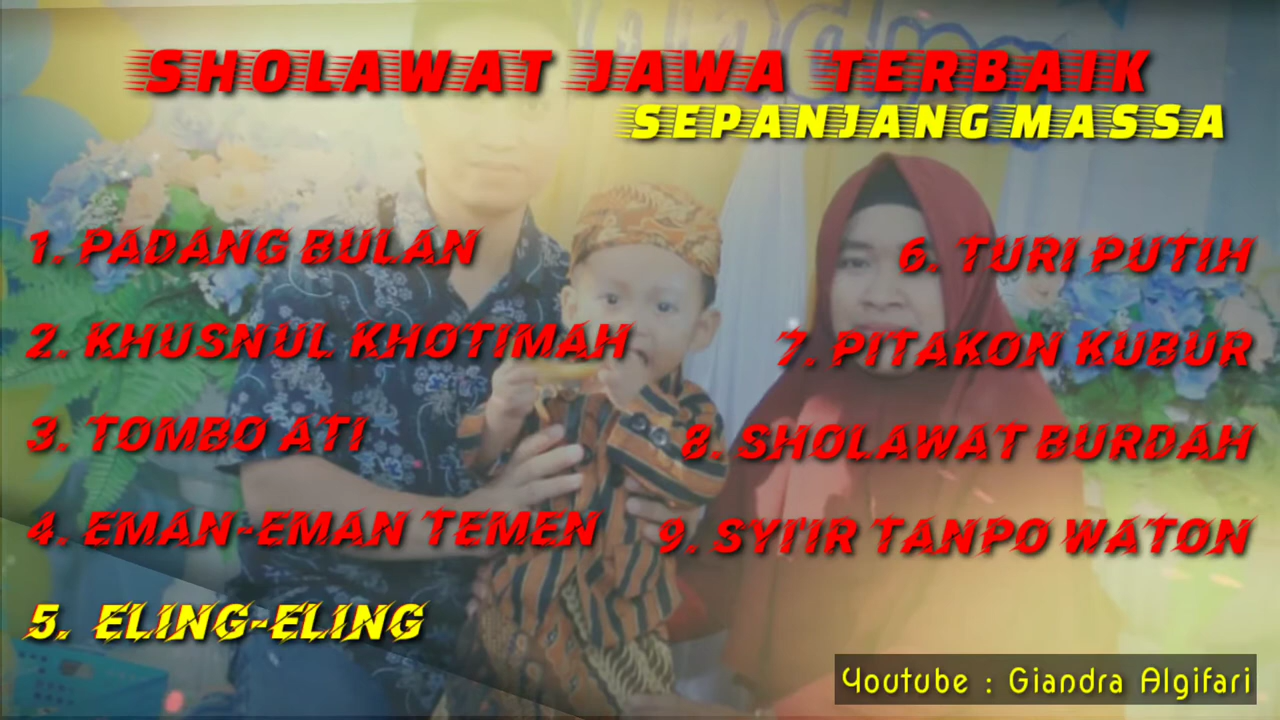 SHOLAWAT JAWA TERBAIK
SEPANJANG MASSA
1. PADANG BULAN
2. KHUSNUL KHOTIMAH
3. TOMBO ATI
4. EMAN-EMAN TEMEN
5. ELING-ELING
6. TURI PUTIH
7. PITAKON KUBUR
8. SHOLAWAT BURDAH
9. SYI'IR TANPO WATON
Youtube : Giandra Algifari